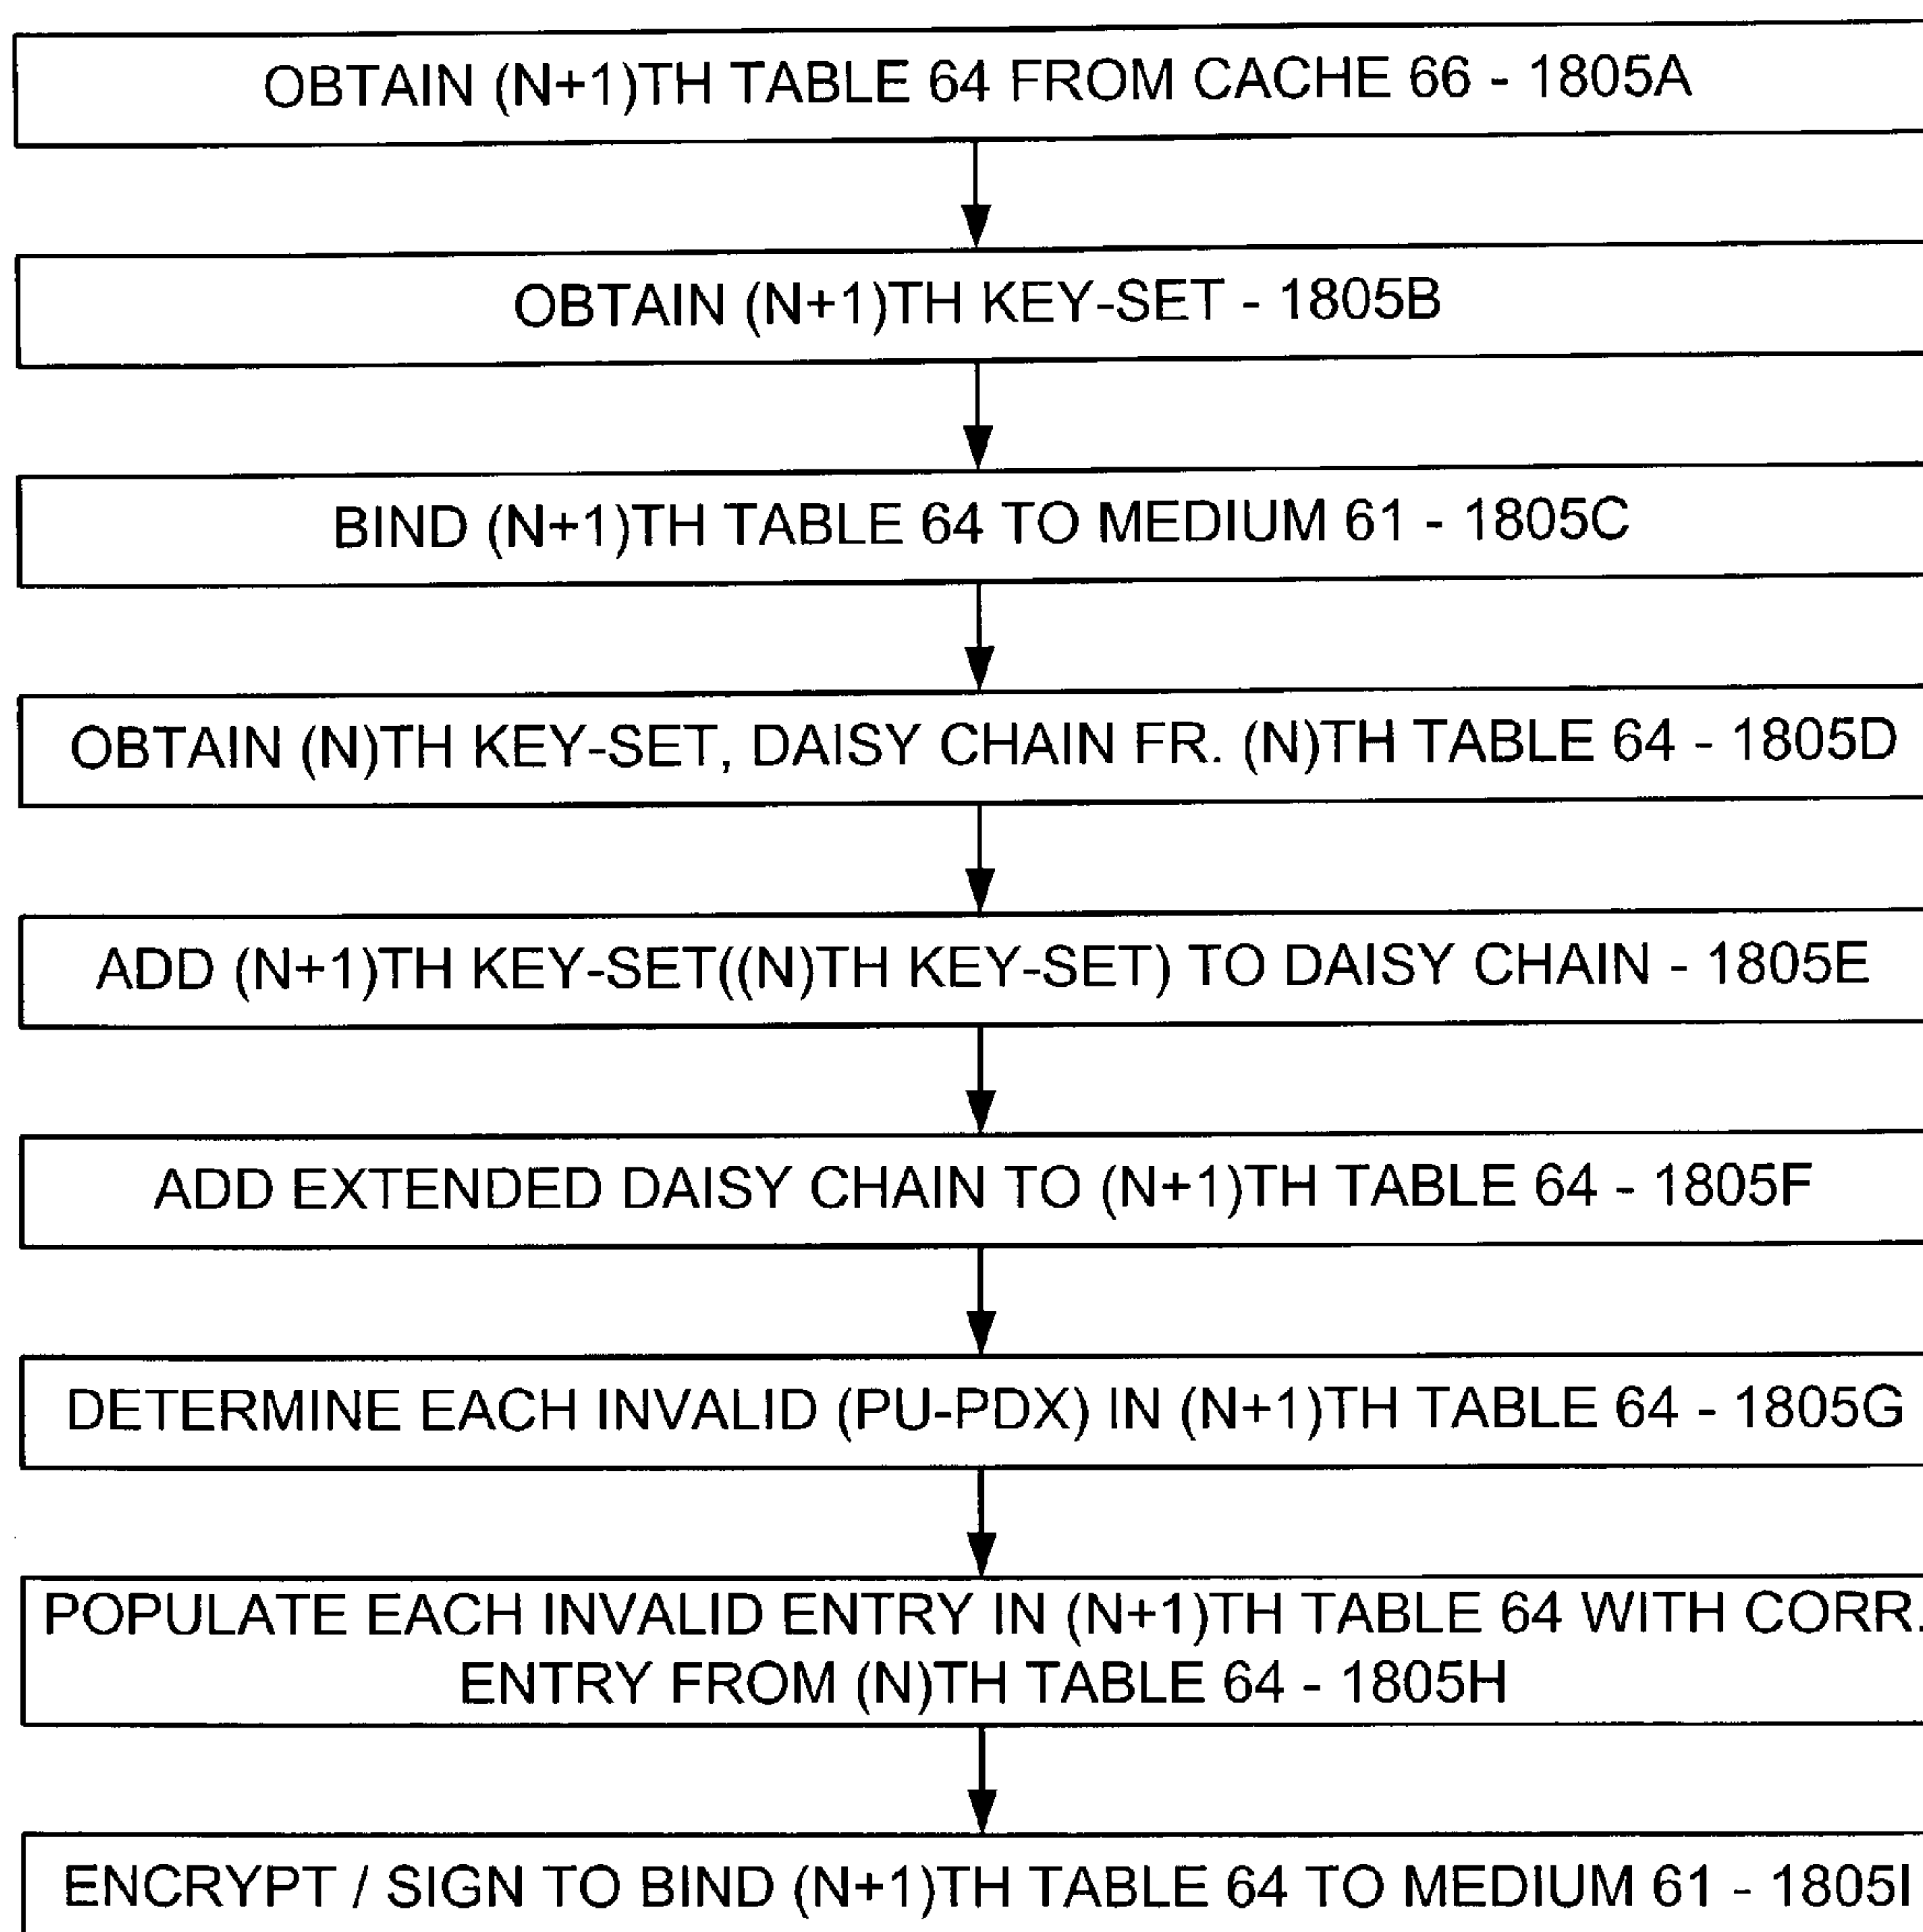 OBTAIN (N+1)TH TABLE 64 FROM CACHE 66 - 1805A
OBTAIN (N+1)TH KEY-SET - 1805B
BIND (N+1)TH TABLE 64 TO MEDIUM 61 - 1805C
OBTAIN (N)TH KEY-SET, DAISY CHAIN FR. (N)TH TABLE 64 - 1805D
ADD (N+1)TH KEY-SET((N)TH KEY-SET) TO DAISY CHAIN - 1805E
ADD EXTENDED DAISY CHAIN TO (N+1)TH TABLE 64 - 1805F
DETERMINE EACH INVALID (PU-PDX) IN (N+1)TH TABLE 64 - 1805G
POPULATE EACH INVALID ENTRY IN (N+1)TH TABLE 64 WITH CORR.
ENTRY FROM (N)TH TABLE 64 - 1805H
ENCRYPT / SIGN TO BIND (N+1)TH TABLE 64 TO MEDIUM 61 - 1805I